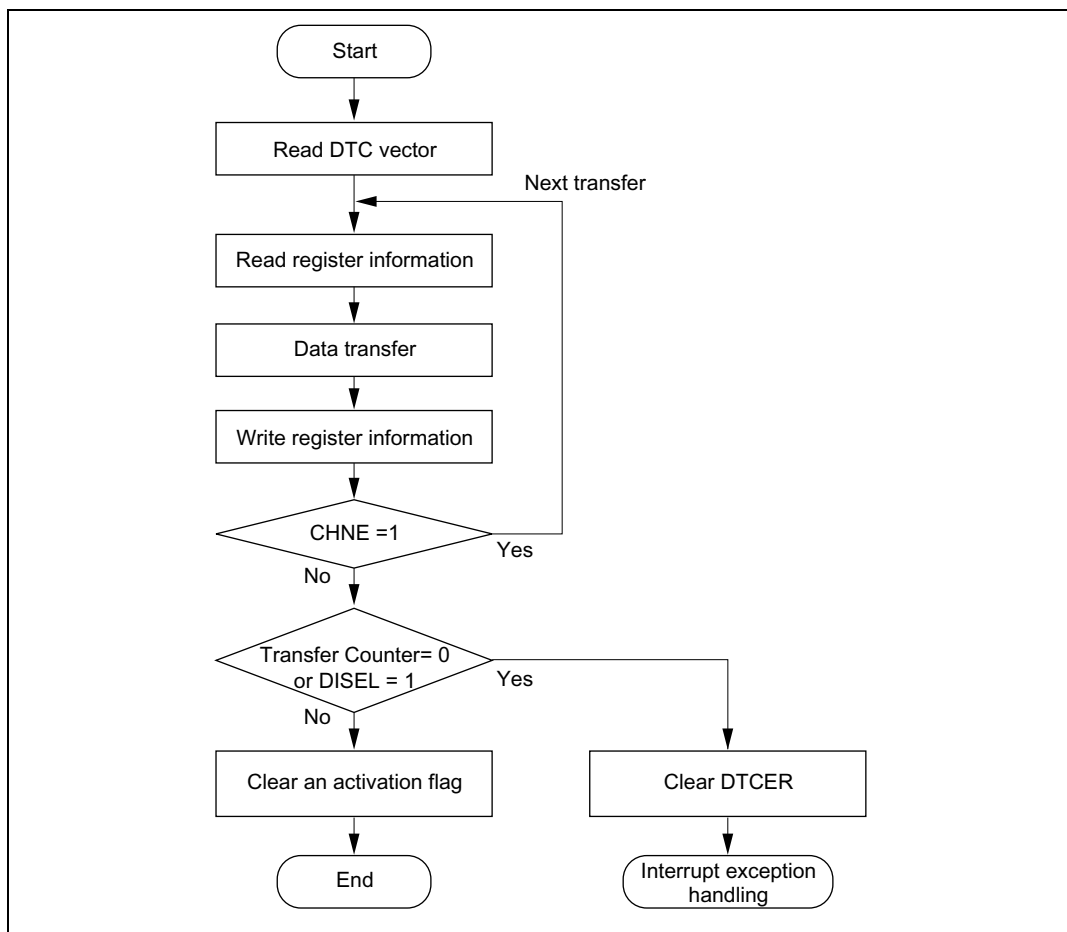 Start
Read DTC vector
Next transfer
Read register information
Data transfer
Write register information
CHNE =1
Yes
No
Transfer Counter= 0
or DISEL = 1
Yes
No
Clear an activation flag
Clear DTCER
End
Interrupt exception
handling